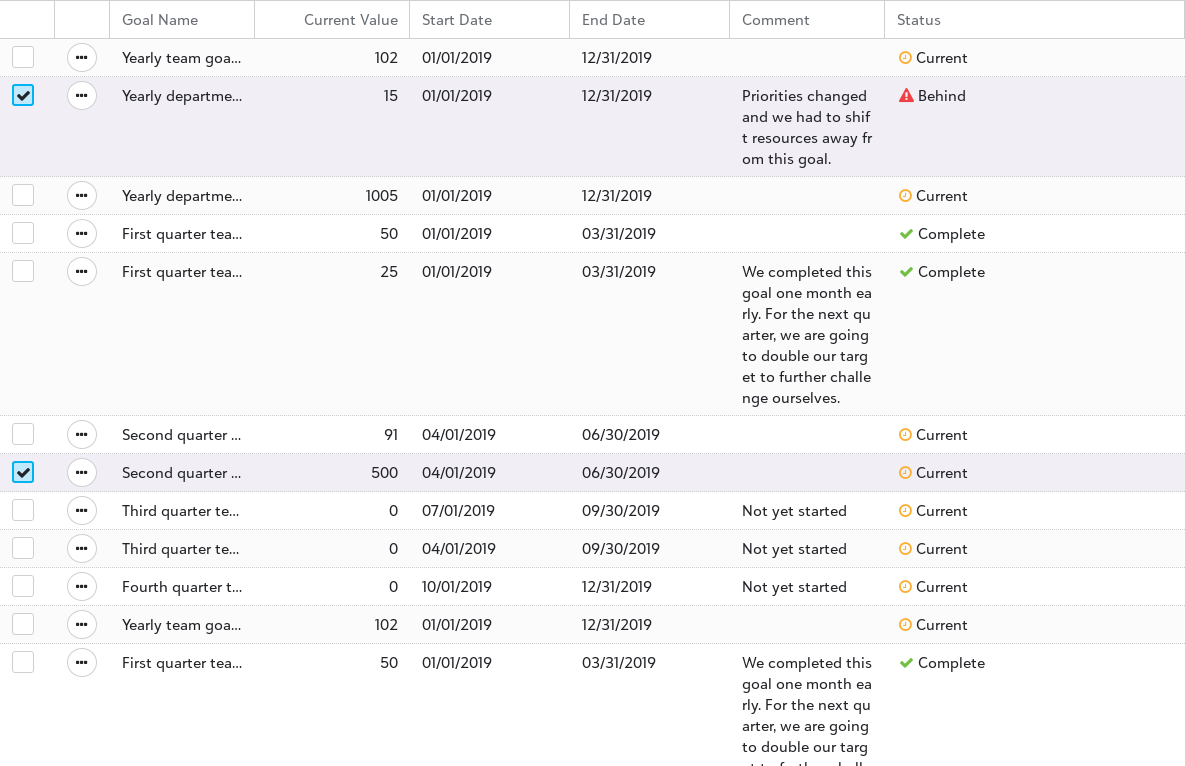 Goal Name Current Value Start Date End Date Comment Status
Yearly team goa... 102 01/01/2019 12/31/2019 Current
Yearly departme... 15 01/01/2019 12/31/2019 Priorities changed Behind
and we had to shif
t resources away fr
om this goal.
Yearly departme... 1005 01/01/2019 12/31/2019 Current
First quarter tea... 50 01/01/2019 03/31/2019 Complete
First quarter tea... 25 01/01/2019 03/31/2019 We completed this Complete
goal one month ea
rly. For the next qu
arter, we are going
to double our targ
et to further challe
nge ourselves.
Second quarter ... 91 04/01/2019 06/30/2019 Current
Second quarter ... 500 04/01/2019 06/30/2019 Current
Third quarter te... 0 07/01/2019 09/30/2019 Not yet started Current
Third quarter te... 0 04/01/2019 09/30/2019 Not yet started Current
Fourth quarter t... 0 10/01/2019 12/31/2019 Not yet started Current
Yearly team goa... 102 01/01/2019 12/31/2019 Current
First quarter tea... 50 01/01/2019 03/31/2019 We completed this Complete
goal one month ea
rly. For the next qu
arter, we are going
to double our targ